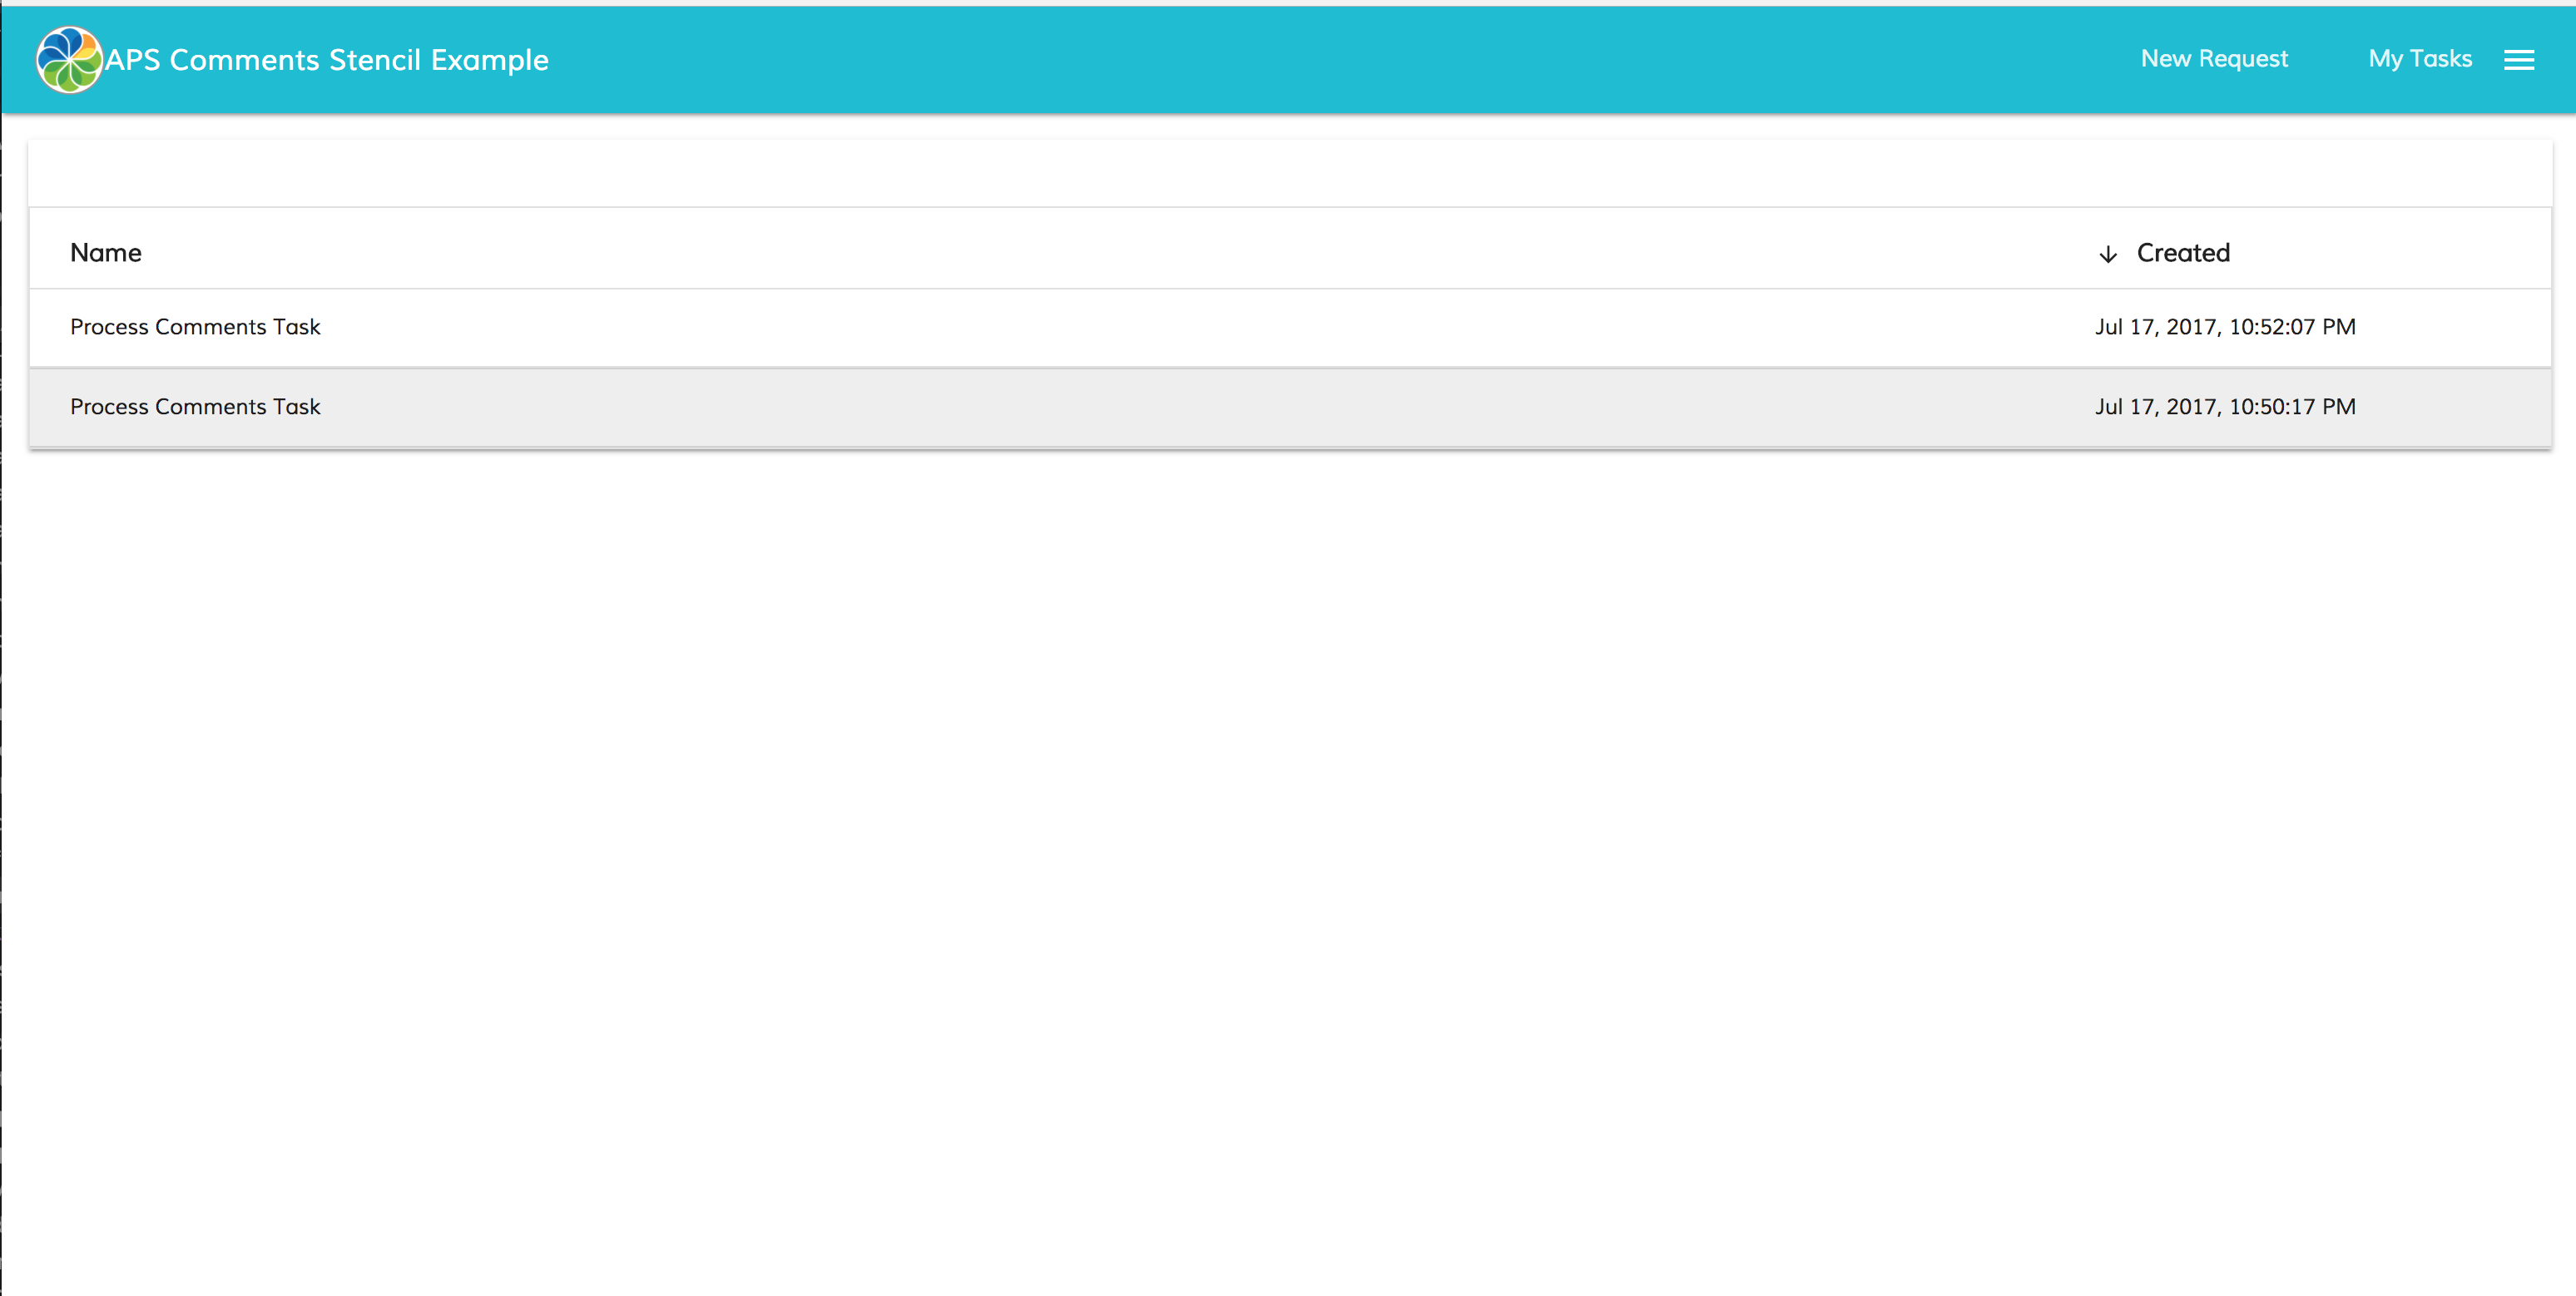 APS Comments Stencil Example New Request My Tasks
Name Created
Process Comments Task Jul 17, 2017, 10:52:07 PM
Process Comments Task Jul 17, 2017, 10:50:17 PM